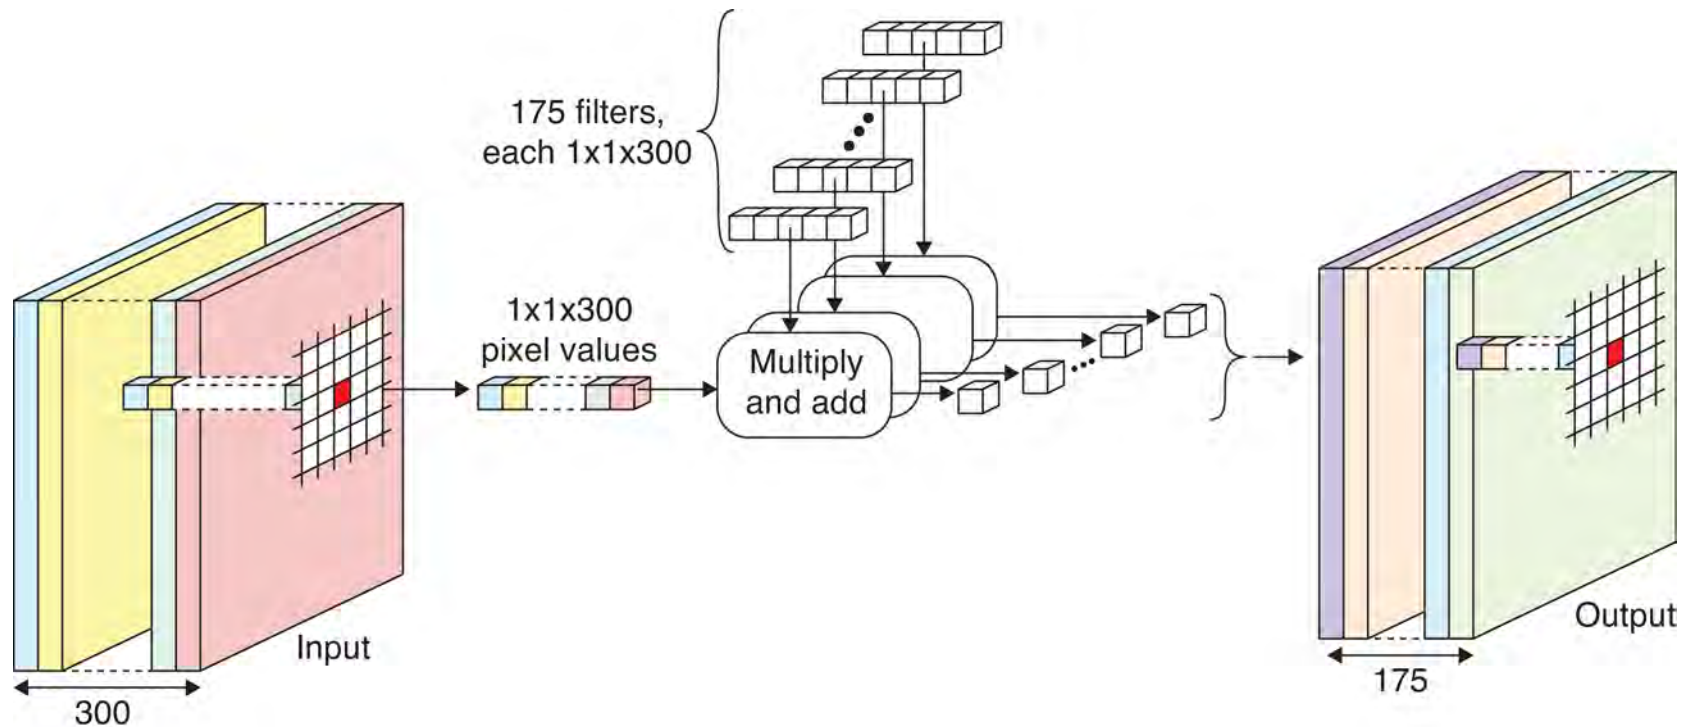 175 filters,
each 1x1x300
1x1x300
pixel values
Multiply
and add
Input
300
Output
175